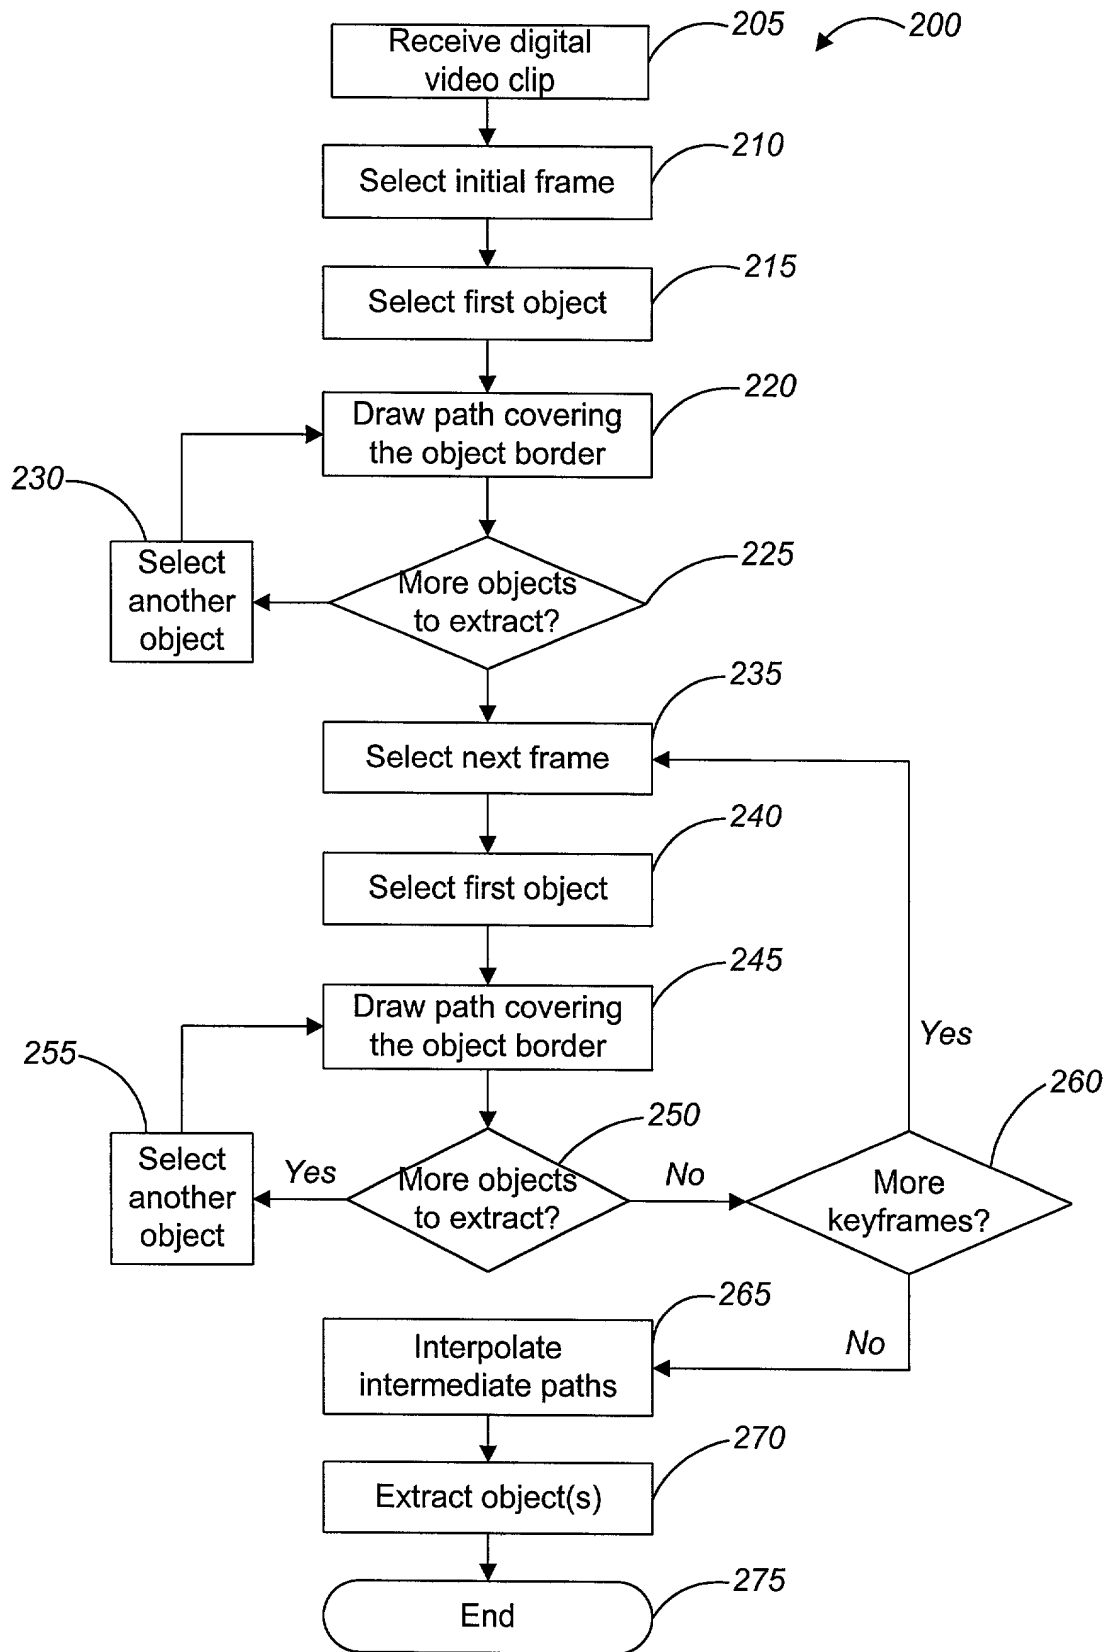 Receive digital
video clip
205
200
Select initial frame
210
Select first object
215
Draw path covering
the object border
220
230
Select
another
object
More objects
to extract?
225
Select next frame
235
Select first object
240
Draw path covering
the object border
245
Yes
255
Select
another
object
Yes
More objects
to extract?
250
No
More
keyframes?
260
No
Interpolate
intermediate paths
265
Extract object(s)
270
End
275